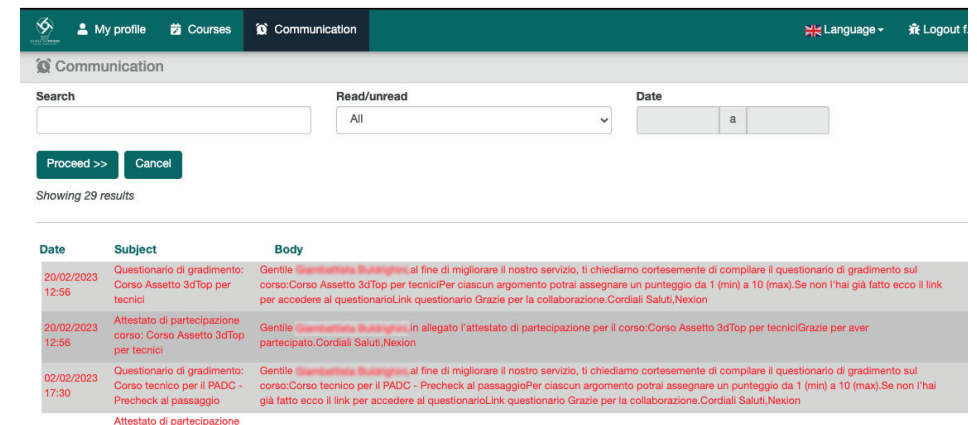 My profile Courses Communication Language Logout f.
Communication
Search Read/unread Date
All a
Proceed >> Cancel
Showing 29 results
Date Subject Body
20/02/2023
12:56
Questionario di gradimento:
Corso Assetto 3dTop per
tecnici
Gentile al fine di migliorare il nostro servizio, ti chiediamo cortesemente di compilare il questionario di gradimento sul
corso:Corso Assetto 3dTop per tecniciPer ciascun argomento potrai assegnare un punteggio da 1 (min) a 10 (max).Se non l'hai già fatto ecco il link
per accedere al questionarioLink questionario Grazie per la collaborazione.Cordiali Saluti,Nexion
20/02/2023
12:56
Attestato di partecipazione
corso: Corso Assetto 3dTop
per tecnici
Gentile in allegato l'attestato di partecipazione per il corso:Corso Assetto 3dTop per tecniciGrazie per aver
partecipato.Cordiali Saluti,Nexion
02/02/2023
17:30
Questionario di gradimento:
Corso tecnico per il PADC -
Precheck al passaggio
Gentile al fine di migliorare il nostro servizio, ti chiediamo cortesemente di compilare il questionario di gradimento sul
corso:Corso tecnico per il PADC - Precheck al passaggioPer ciascun argomento potrai assegnare un punteggio da 1 (min) a 10 (max).Se non l'hai
già fatto ecco il link per accedere al questionarioLink questionario Grazie per la collaborazione.Cordiali Saluti,Nexion
Attestato di partecipazione